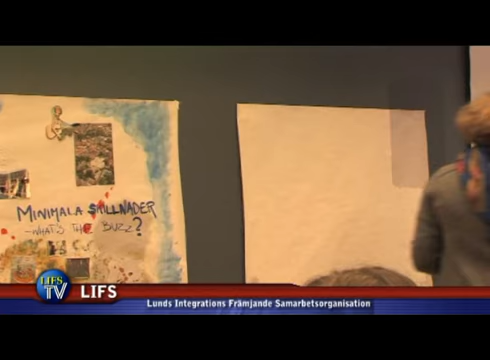 MINIMALA SKILLNADER
-WHAT'S THE BUZZ?
LIFS
TV
LIFS
Lunds Integrations Främjande Samarbetsorganisation